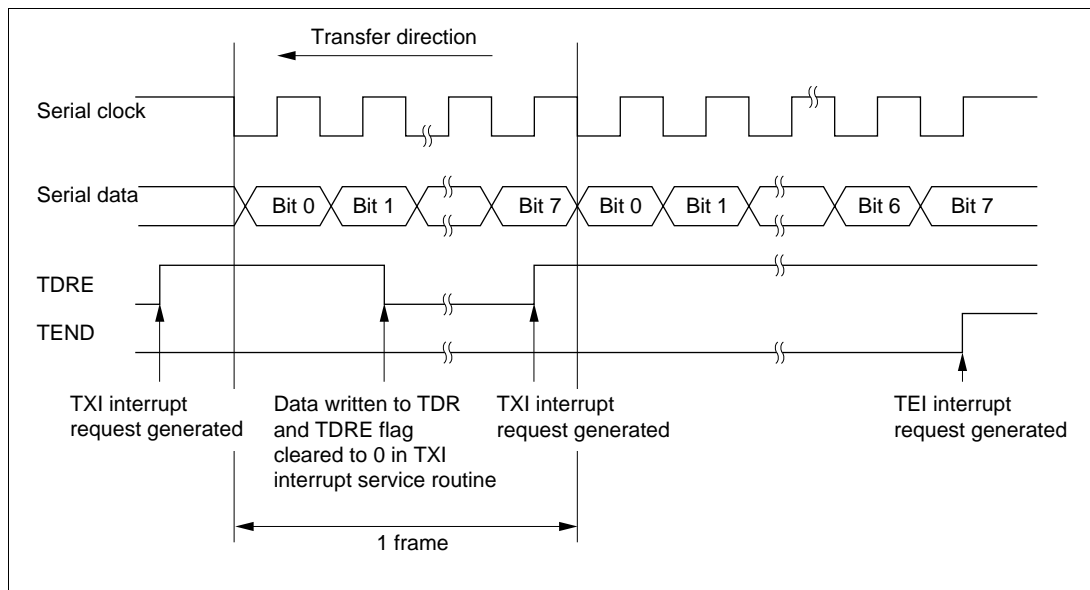 Transfer direction
Serial clock
Serial data
Bit 0
Bit 1
Bit 7
Bit 0
Bit 1
Bit 6
Bit 7
TDRE
TEND
TXI interrupt
request generated
Data written to TDR
and TDRE flag
cleared to 0 in TXI
interrupt service routine
TXI interrupt
request generated
TEI interrupt
request generated
1 frame